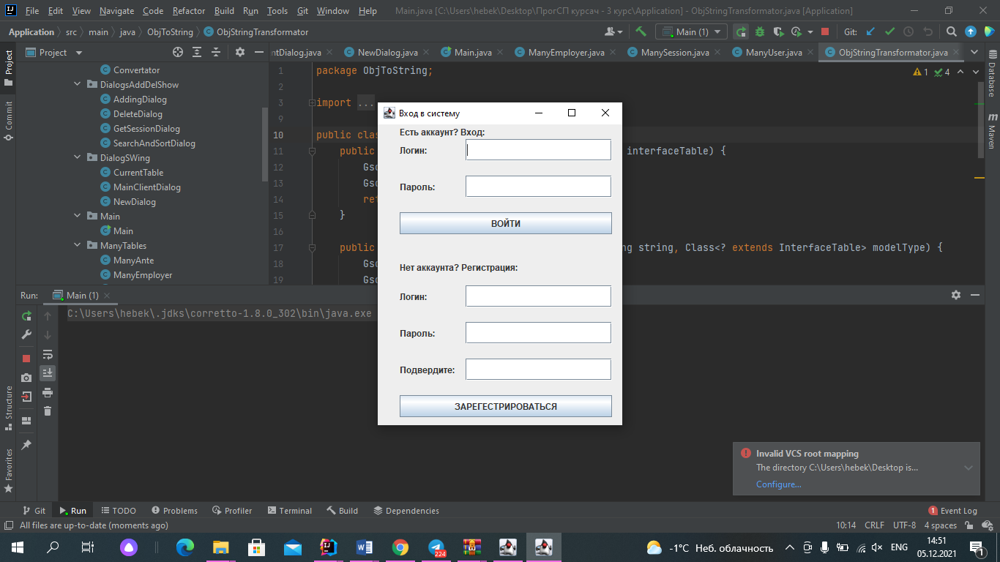 File Edit View Navigate Code Refactor Build Run Tools Git Window Help Main.java [C:\Users\hebek\Desktop\ПрогСП курсач - 3 курс\Application] - ObjStringTransformator.java [Application]
Application src main java ObjToString ObjStringTransformator Main (1) Git:
Project ntDialog.java NewDialog.java Main.java ManyEmployer.java ManySession.java ManyUser.java ObjStringTransformator.java
Project
Commit
Structure
Favorites
Database
Maven
Convertator
DialogsAddDelShow
AddingDialog
DeleteDialog
GetSessionDialog
SearchAndSortDialog
DialogSWing
CurrentTable
MainClientDialog
NewDialog
Main
Main
ManyTables
ManyAnte
ManyEmployer
1 package ObjToString;
1 4
2
3 import ...
9
10 public clas
11 public interfaceTable) {
12 Gso
13 Gso
14 ret
15 }
16
17 public ng string, Class<? extends InterfaceTable> modelType) {
18 Gso
19 Gso
Вход в систему
Есть аккаунт? Вход:
Логин:
Пароль:
ВОЙТИ
Нет аккаунта? Регистрация:
Логин:
Пароль:
Подвердите:
ЗАРЕГЕСТРИРОВАТЬСЯ
Run: Main (1)
C:\Users\hebek\.jdks\corretto-1.8.0_302\bin\java.exe
Invalid VCS root mapping
The directory C:\Users\hebek\Desktop is...
Configure...
Git Run TODO Problems Profiler Terminal Build Dependencies 1 Event Log
All files are up-to-date (moments ago) 10:14 CRLF UTF-8 4 spaces
224
-1°C Неб. облачность ENG 14:51
05.12.2021
1